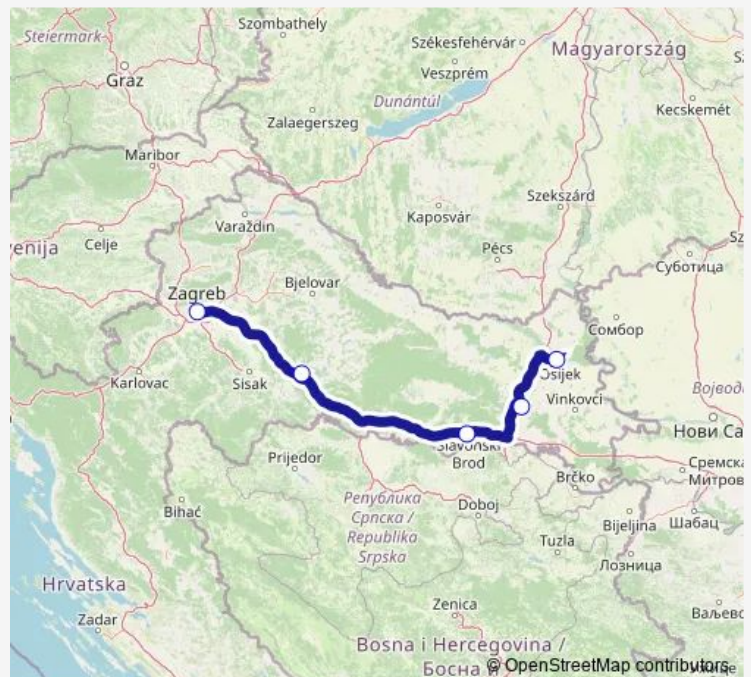 Szombathely
Steiermark
Székesfehérvár
Magyarország
Graz
Veszprém
Dunántúl
Kecskemét
Zalaegerszeg
Maribor
Szekszárd
Kaposvár
Varaždin
Celje
venija
Pécs
Суботица
Bjelovar
Zagreb
Сомбор
Osijek
Karlovac
Sisak
Vinkovci
Војво
Нови Са
Slavonski
Brod
Prijedor
Сремска
Митров
Brčko
Република
Српска /
Republika
Srpska
Bihać
Doboj
Bijeljina
Шабац
Tuzla
Лозница
Hrvatska
Zenica
Ваљево
Zadar
Bosna i Hercegovina /
Босна и
© OpenStreetMap contributors